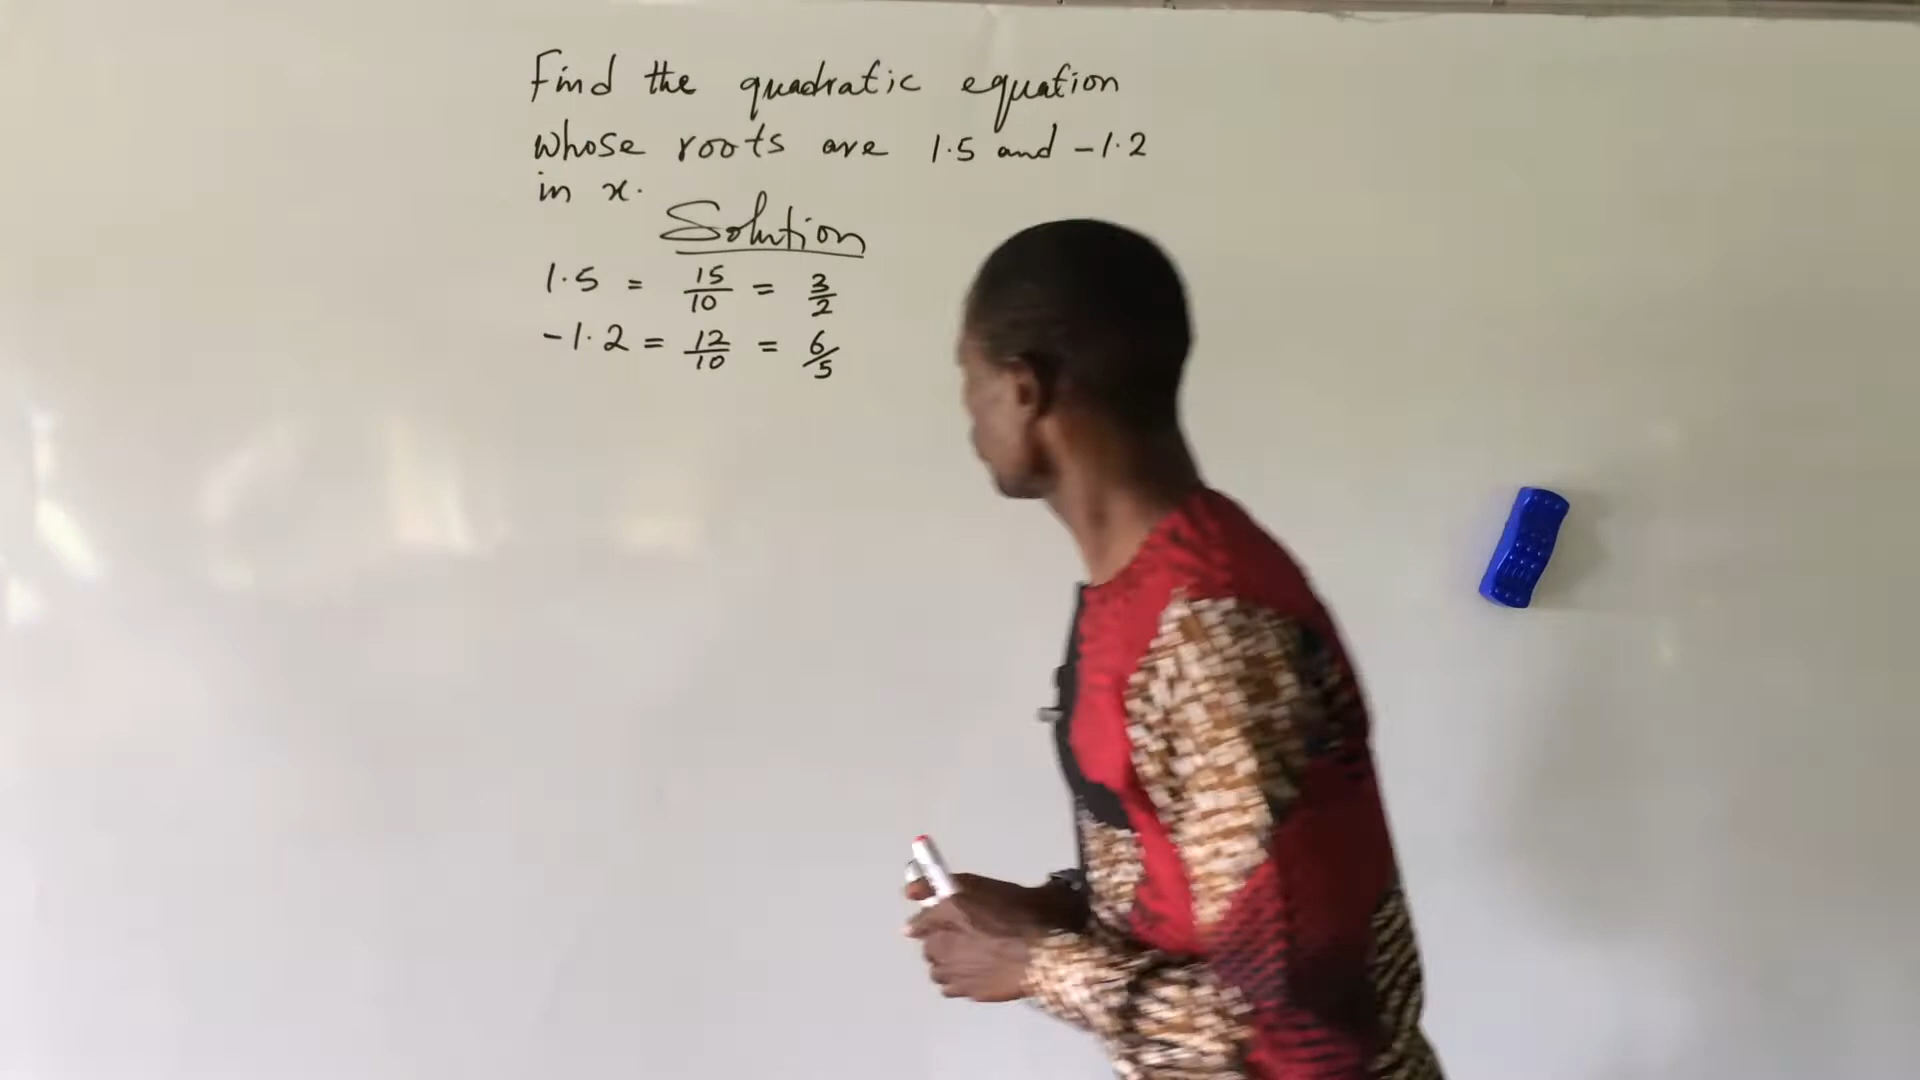 Find the quadratic equation
whose roots are 1.5 and -1.2
in x.
Solution
1.5 = 15/10 = 3/2
-1.2 = 12/10 = 6/5